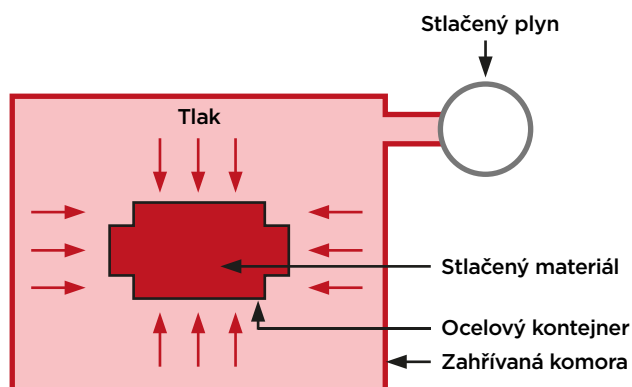 Stlačený plyn
Tlak
Stlačený materiál
Ocelový kontejner
Zahřívaná komora